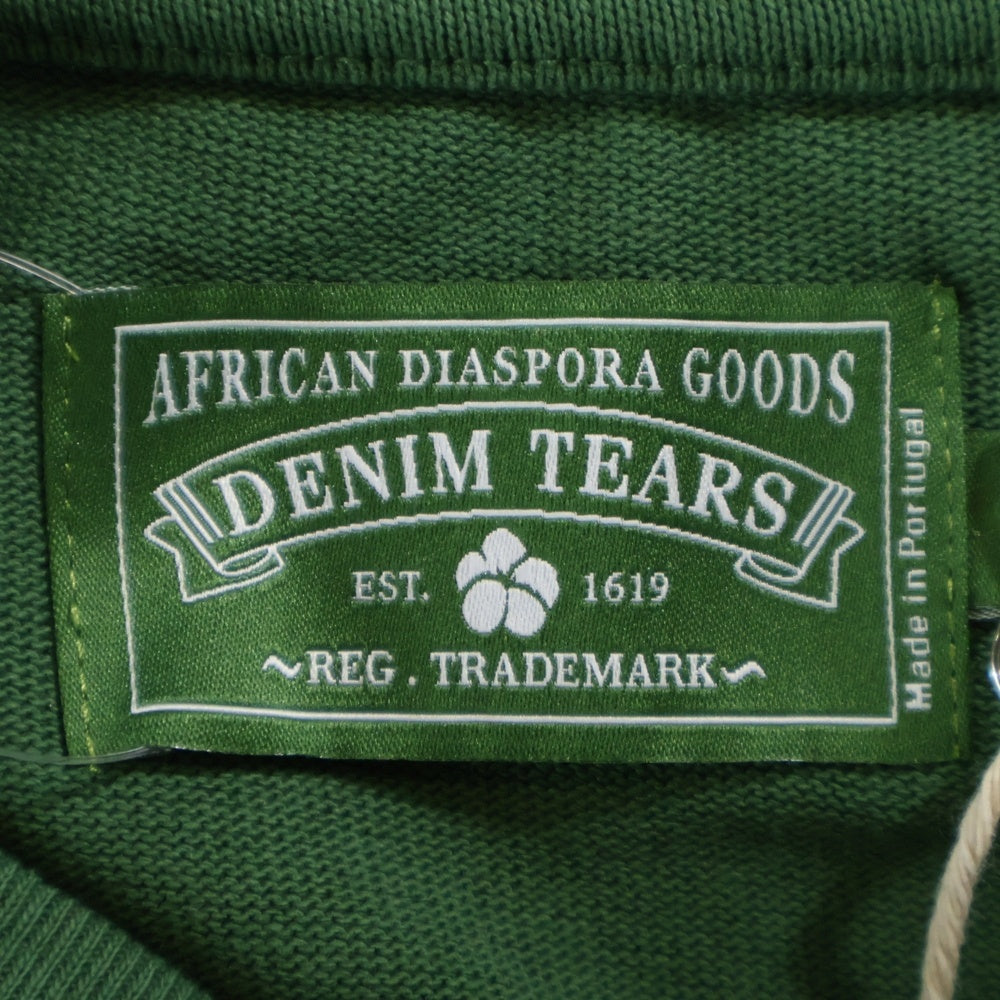 AFRICAN DIASPORA GOODS
DENIM TEARS
EST. 1619
~REG. TRADEMARK~
Made in Portugal